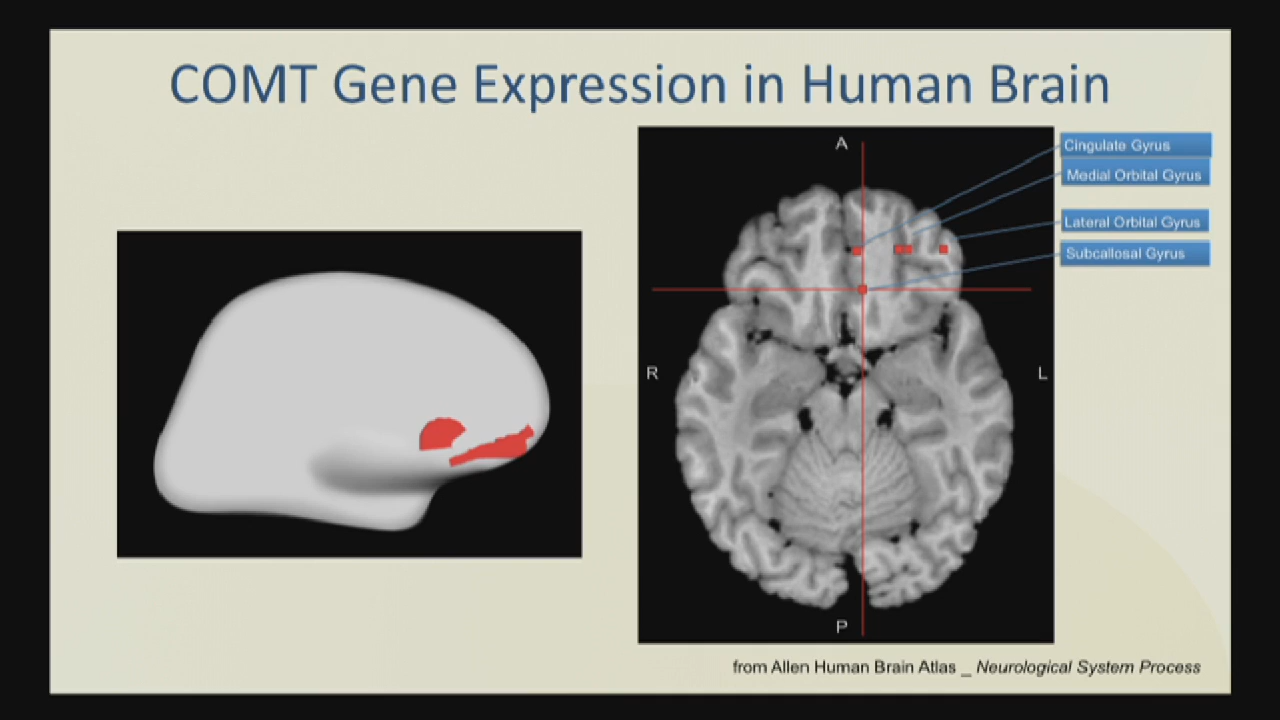 COMT Gene Expression in Human Brain
A
Cingulate Gyrus
Medial Orbital Gyrus
Lateral Orbital Gyrus
Subcallosal Gyrus
R
L
P
from Allen Human Brain Atlas _ Neurological System Process